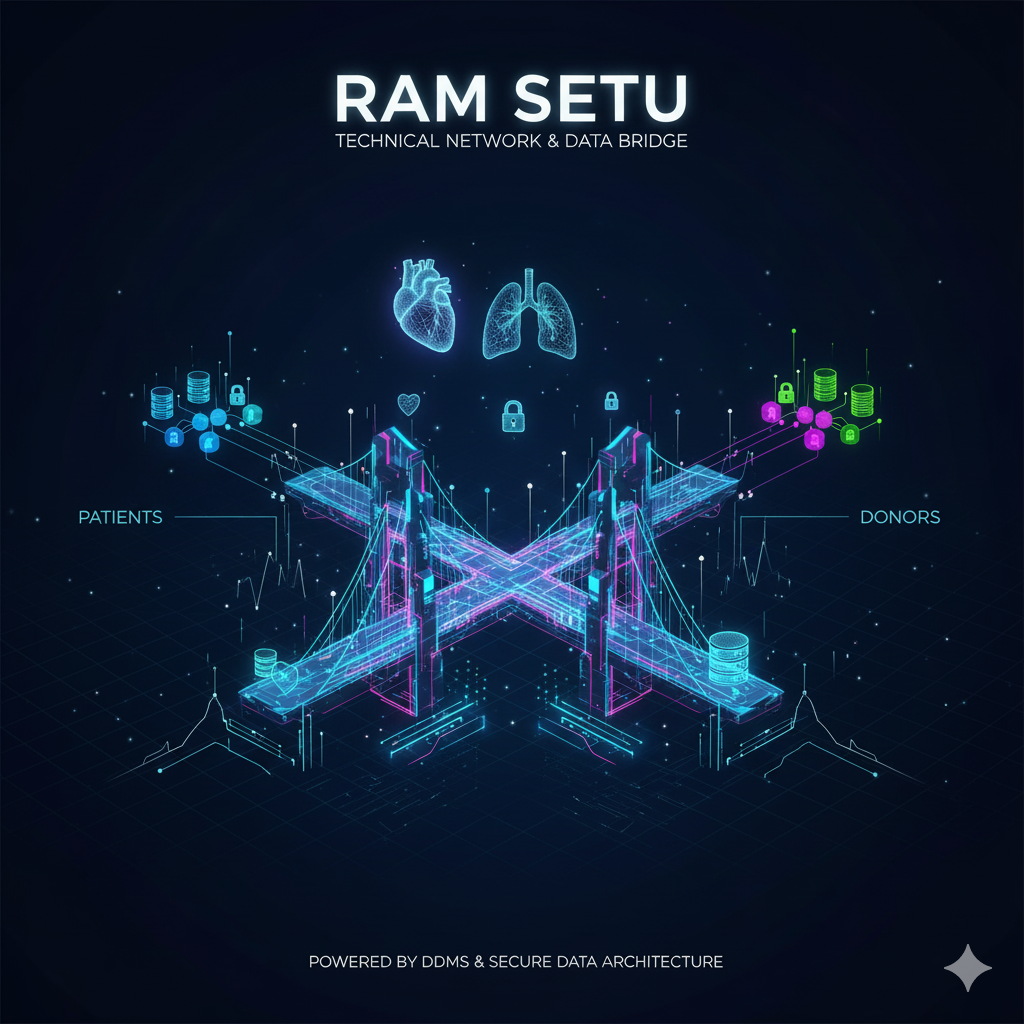 RAM SETU
TECHNICAL NETWORK & DATA BRIDGE
PATIENTS
DONORS
POWERED BY DDMS & SECURE DATA ARCHITECTURE